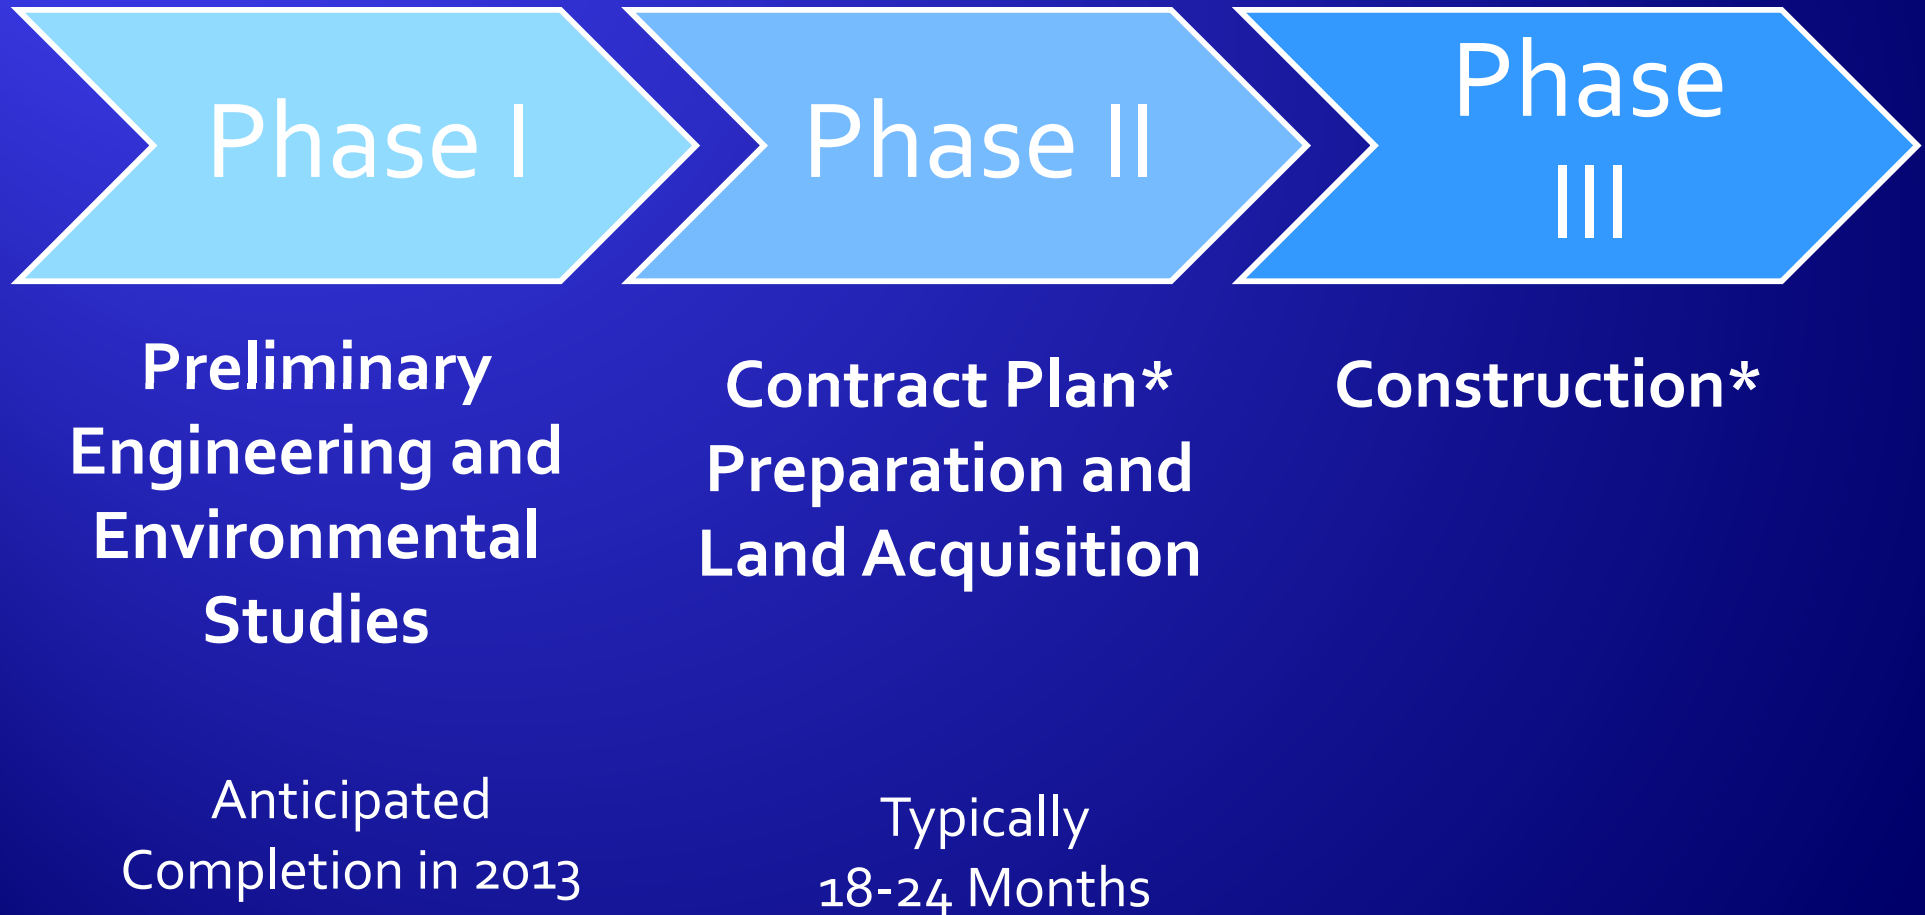 Phase I
Phase II
Phase
III
Preliminary
Engineering and
Environmental
Studies
Contract Plan*
Preparation and
Land Acquisition
Construction*
Anticipated
Completion in 2013
Typically
18-24 Months